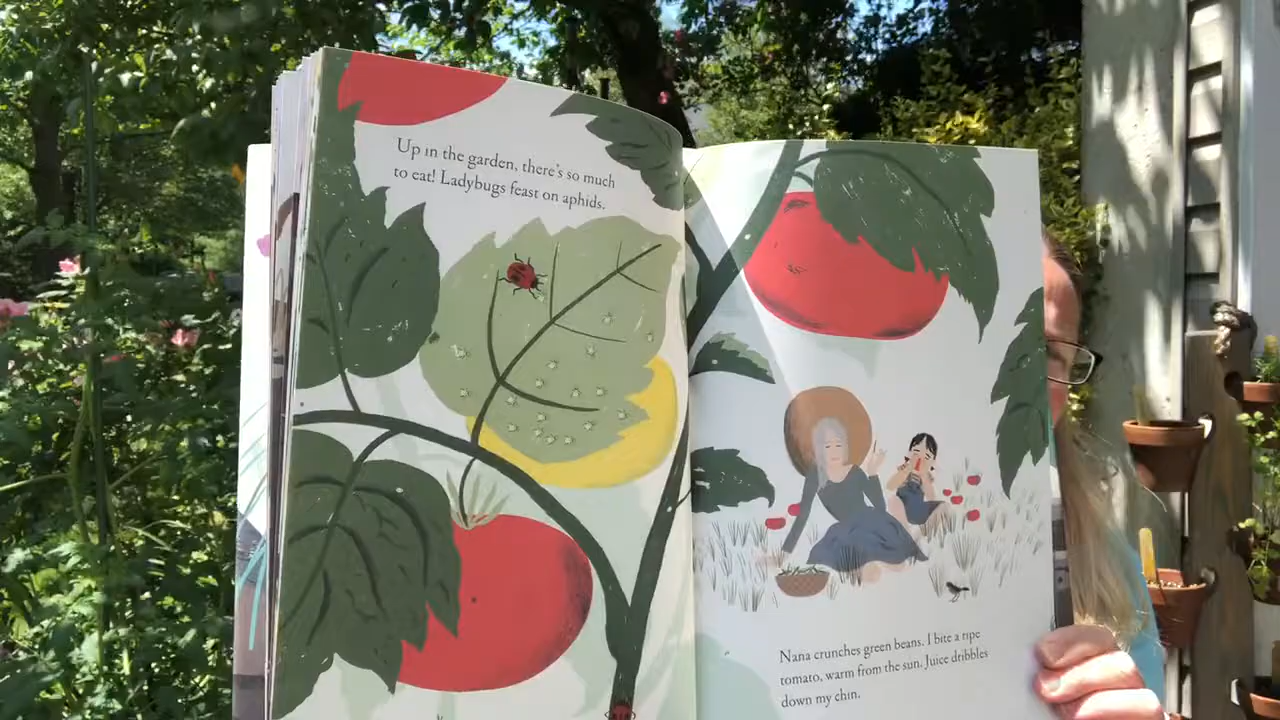 Up in the garden, there's so much
to eat! Ladybugs feast on aphids.
Nana crunches green beans. I bite a ripe
tomato, warm from the sun. Juice dribbles
down my chin.